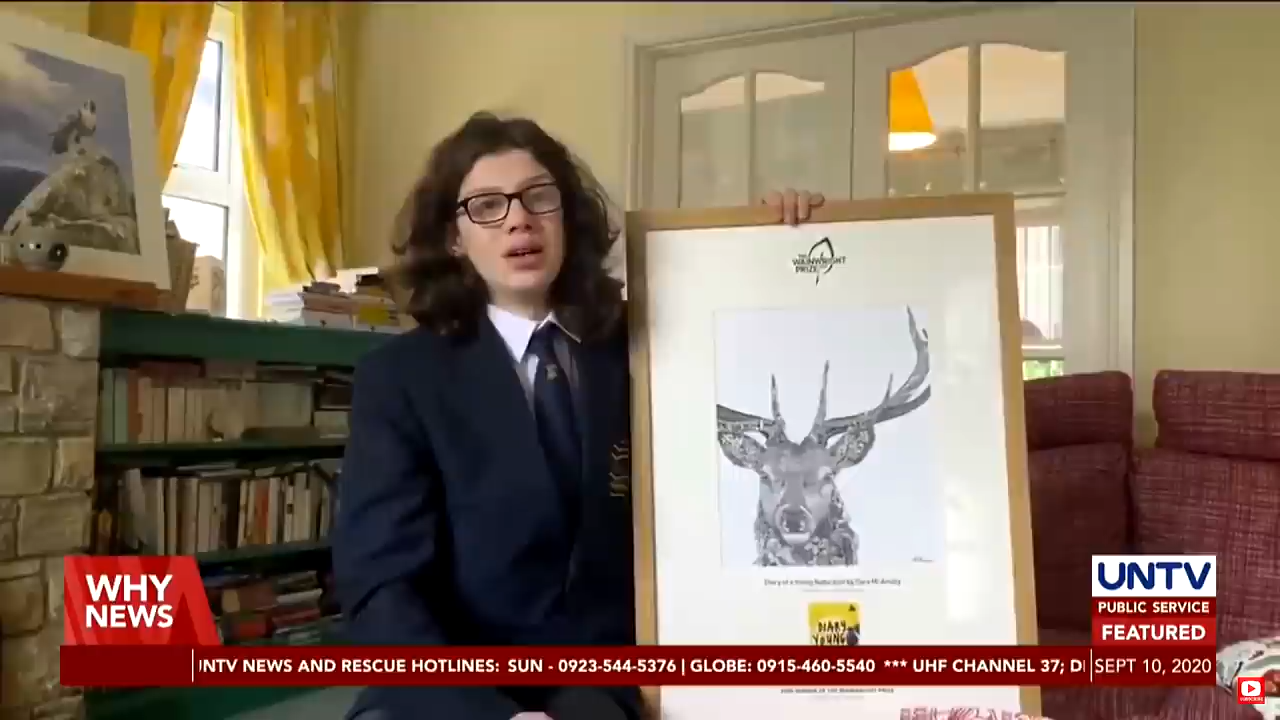 THE
WAINWRIGHT
PRIZE
Diary of a Young Naturalist by Dara McAnulty
DIARY
YOUNG
WHY
NEWS
UNTV
PUBLIC SERVICE
FEATURED
UNTV NEWS AND RESCUE HOTLINES: SUN - 0923-544-5376 | GLOBE: 0915-460-5540 *** UHF CHANNEL 37; D
SEPT 10, 2020
SUBSCRIBE